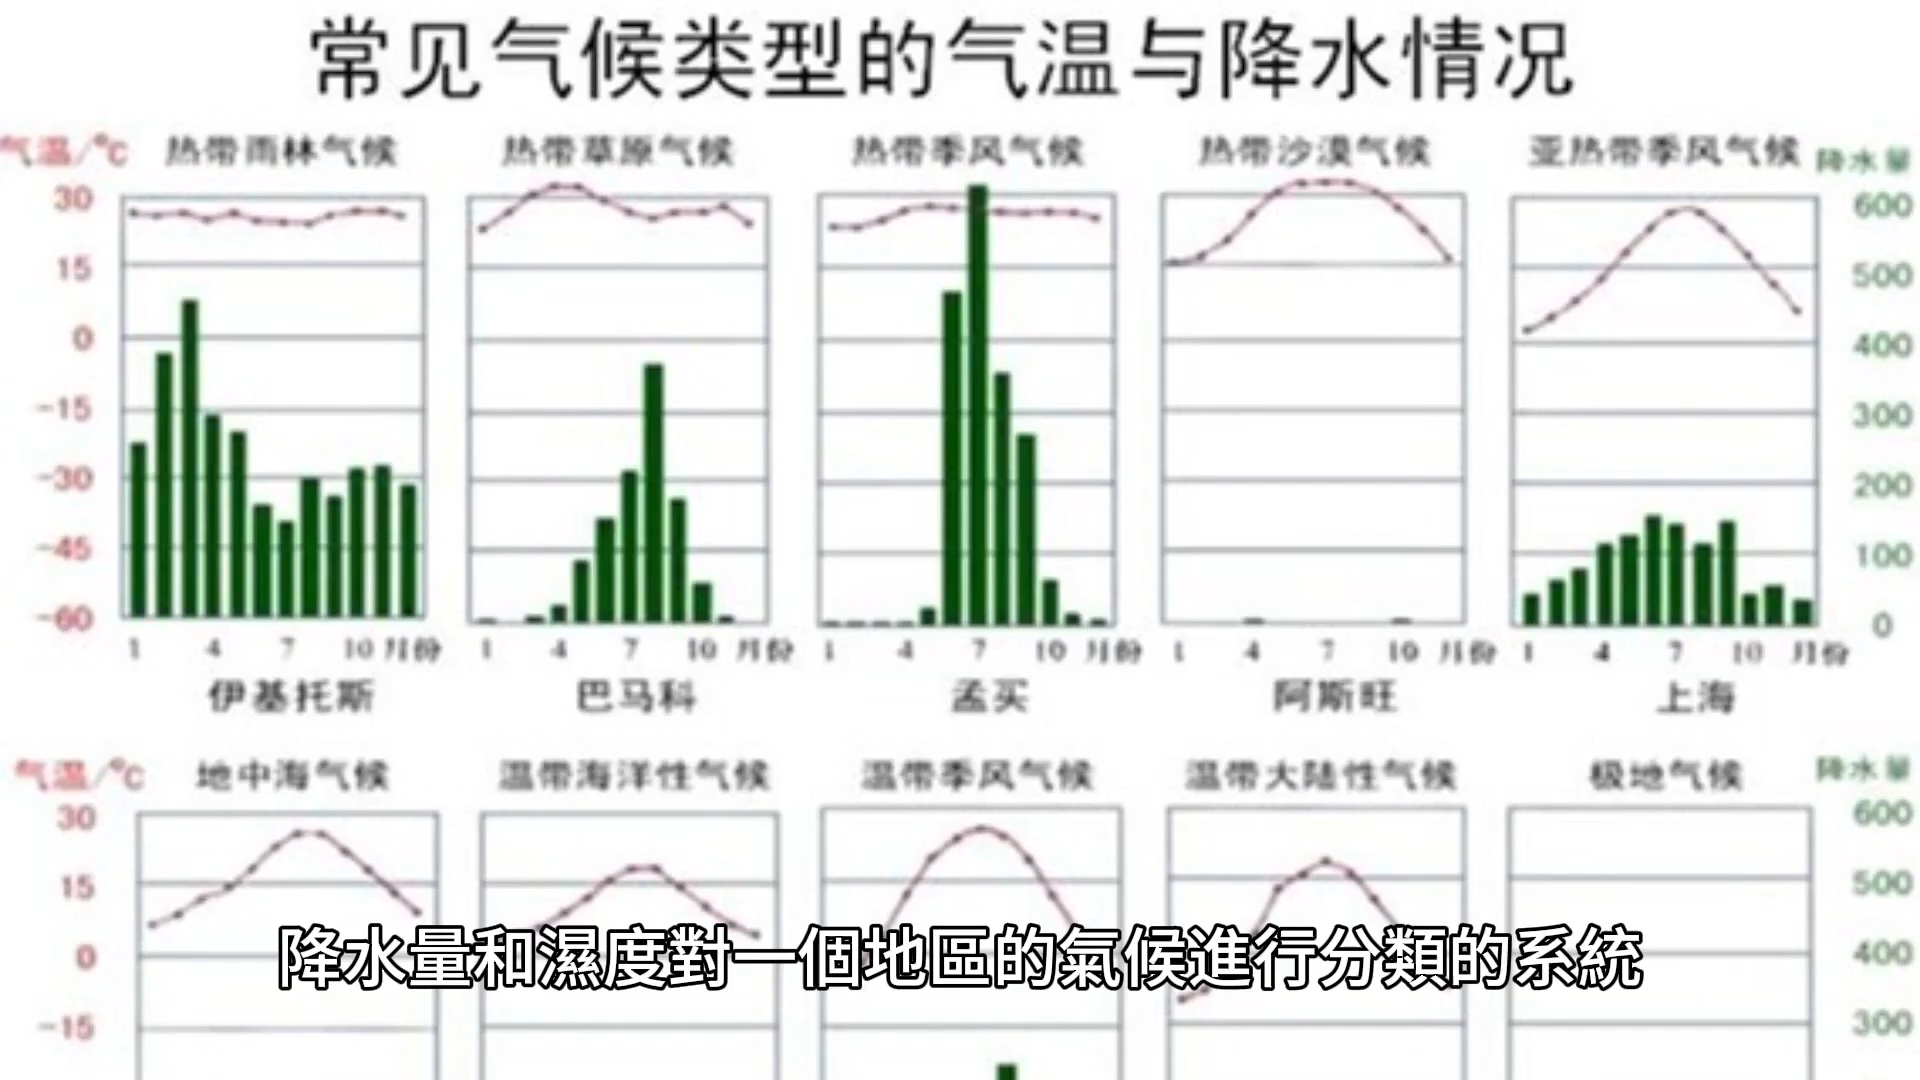 常见气候类型的气温与降水情况
气温/℃ 热带雨林气候 热带草原气候 热带季风气候 热带沙漠气候 亚热带季风气候 降水量
30 600
15 500
0 400
-15 300
-30 200
-45 100
-60 0
1 4 7 10 月份 1 4 7 10 月份 1 4 7 10 月份 1 4 7 10 月份 1 4 7 10 月份
伊基托斯 巴马科 孟买 阿斯旺 上海
气温/℃ 地中海气候 温带海洋性气候 温带季风气候 温带大陆性气候 极地气候 降水量
30 600
15 500
0 400
降水量和濕度對一個地區的氣候進行分類的系統
-15 300